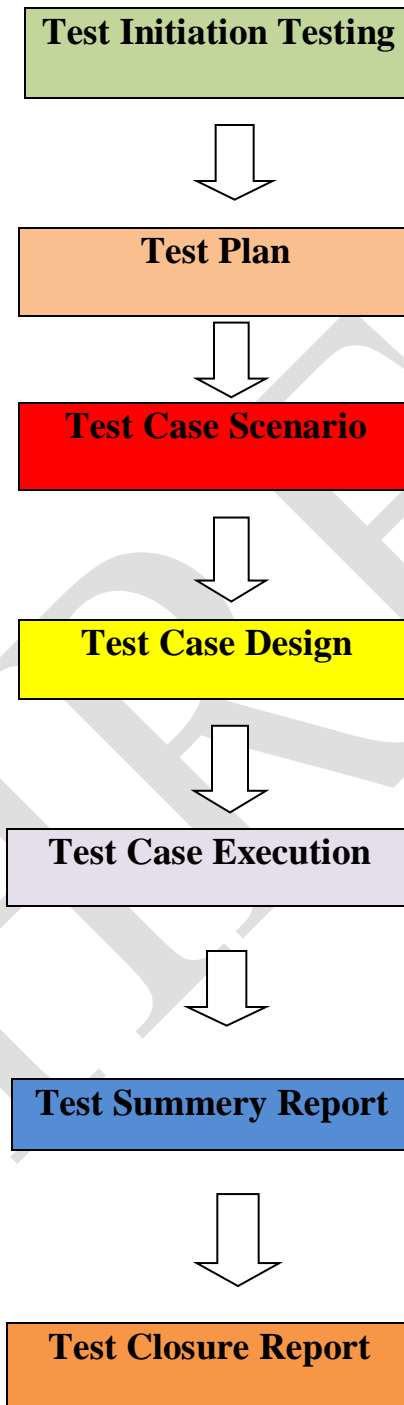 Test Initiation Testing
Test Plan
Test Case Scenario
Test Case Design
Test Case Execution
Test Summery Report
Test Closure Report